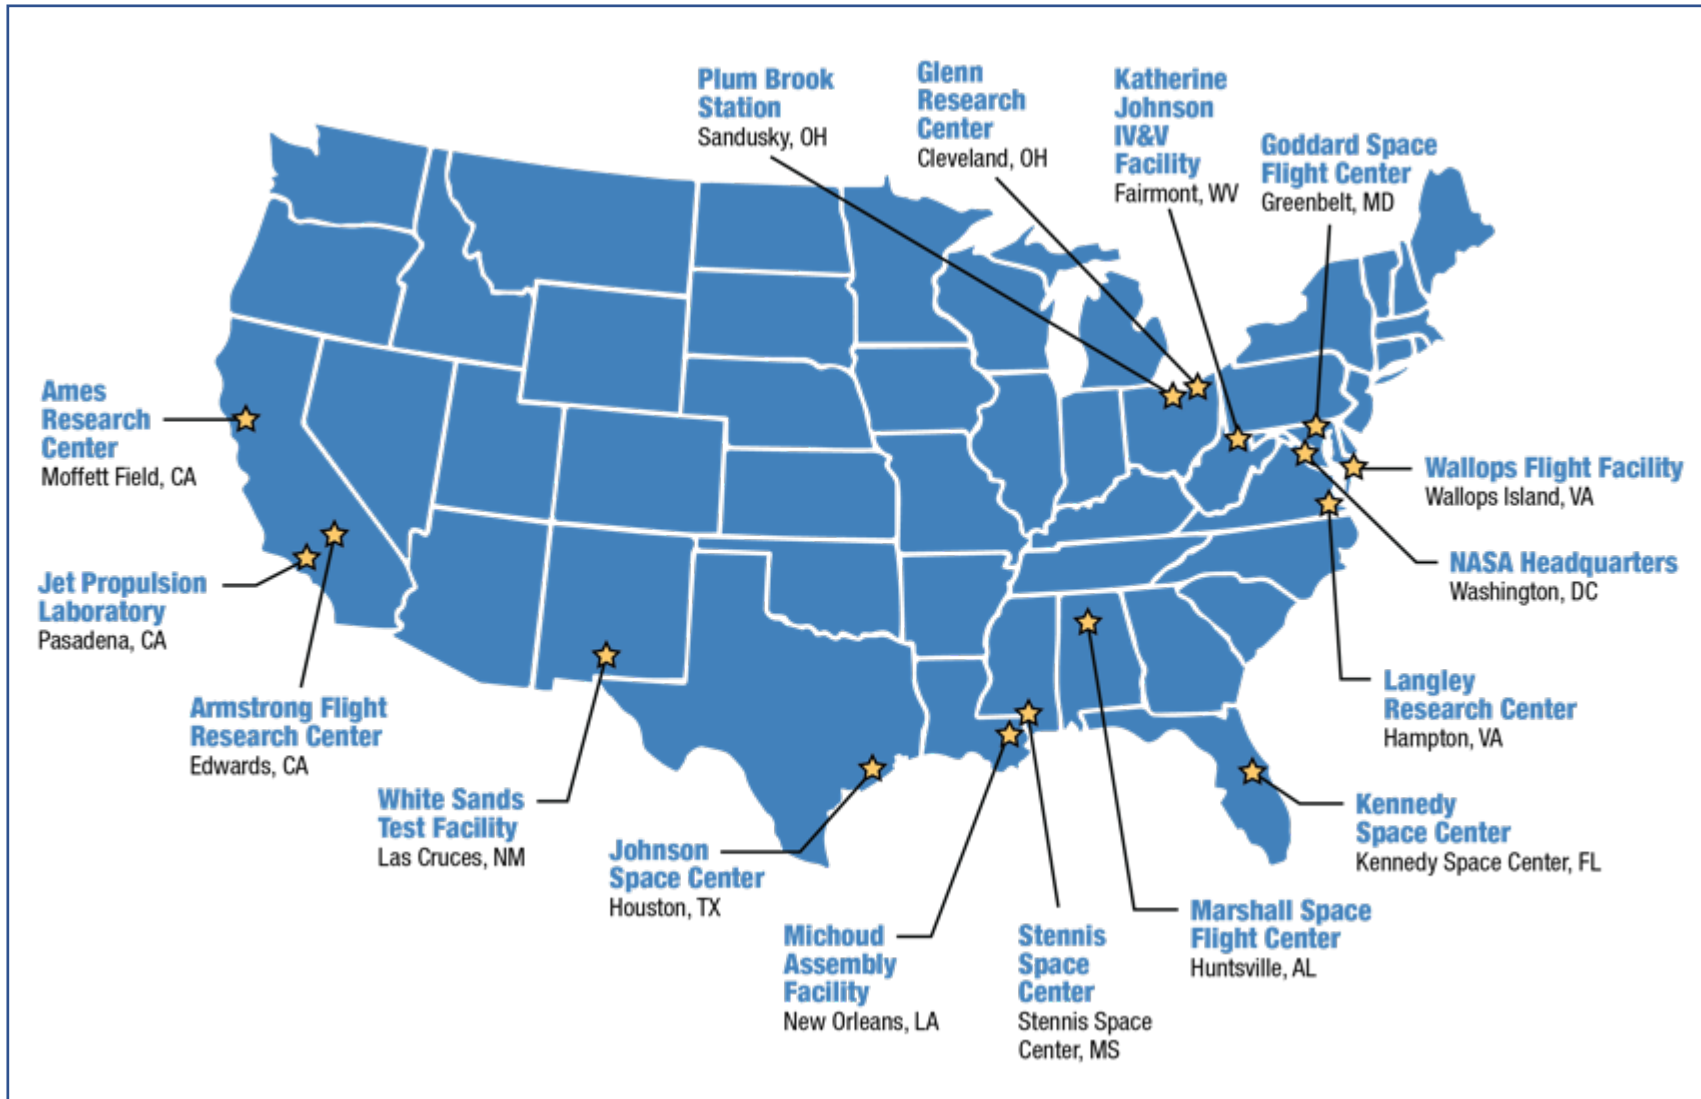 Plum Brook
Station
Sandusky, OH
Glenn
Research
Center
Cleveland, OH
Katherine
Johnson
IV&V
Facility
Fairmont, WV
Goddard Space
Flight Center
Greenbelt, MD
Ames
Research
Center
Moffett Field, CA
Wallops Flight Facility
Wallops Island, VA
NASA Headquarters
Washington, DC
Jet Propulsion
Laboratory
Pasadena, CA
Langley
Research Center
Hampton, VA
Armstrong Flight
Research Center
Edwards, CA
White Sands
Test Facility
Las Cruces, NM
Kennedy
Space Center
Kennedy Space Center, FL
Johnson
Space Center
Houston, TX
Marshall Space
Flight Center
Huntsville, AL
Michoud
Assembly
Facility
New Orleans, LA
Stennis
Space
Center
Stennis Space
Center, MS